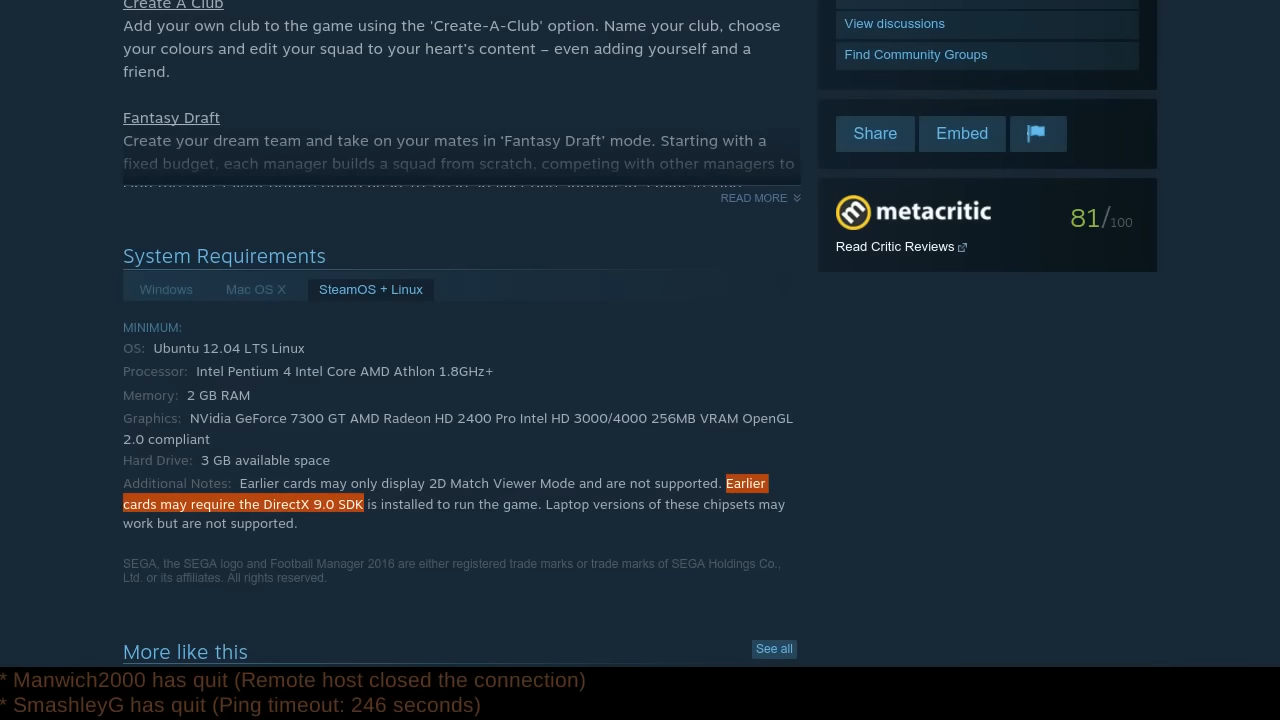 Create A Club
Add your own club to the game using the 'Create-A-Club' option. Name your club, choose
your colours and edit your squad to your heart's content – even adding yourself and a
friend.
Fantasy Draft
Create your dream team and take on your mates in 'Fantasy Draft' mode. Starting with a
fixed budget, each manager builds a squad from scratch, competing with other managers to
READ MORE
System Requirements
Windows Mac OS X SteamOS + Linux
MINIMUM:
OS: Ubuntu 12.04 LTS Linux
Processor: Intel Pentium 4 Intel Core AMD Athlon 1.8GHz+
Memory: 2 GB RAM
Graphics: NVidia GeForce 7300 GT AMD Radeon HD 2400 Pro Intel HD 3000/4000 256MB VRAM OpenGL
2.0 compliant
Hard Drive: 3 GB available space
Additional Notes: Earlier cards may only display 2D Match Viewer Mode and are not supported. Earlier
cards may require the DirectX 9.0 SDK is installed to run the game. Laptop versions of these chipsets may
work but are not supported.
SEGA, the SEGA logo and Football Manager 2016 are either registered trade marks or trade marks of SEGA Holdings Co.,
Ltd. or its affiliates. All rights reserved.
More like this
See all
View discussions
Find Community Groups
Share Embed
metacritic 81/100
Read Critic Reviews
* Manwich2000 has quit (Remote host closed the connection)
* SmashleyG has quit (Ping timeout: 246 seconds)